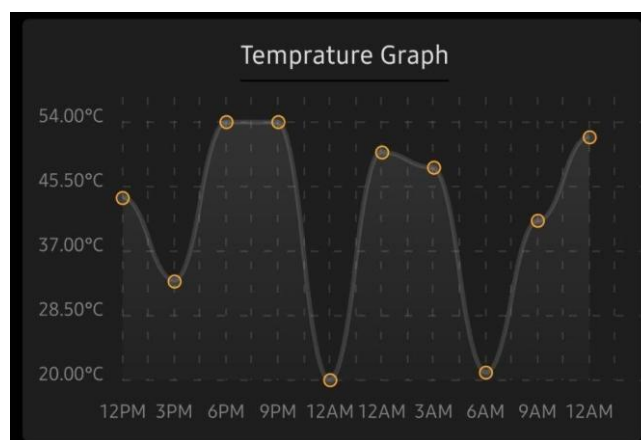 Temprature Graph
54.00°C
45.50°C
37.00°C
28.50°C
20.00°C
12PM 3PM 6PM 9PM 12AM 12AM 3AM 6AM 9AM 12AM